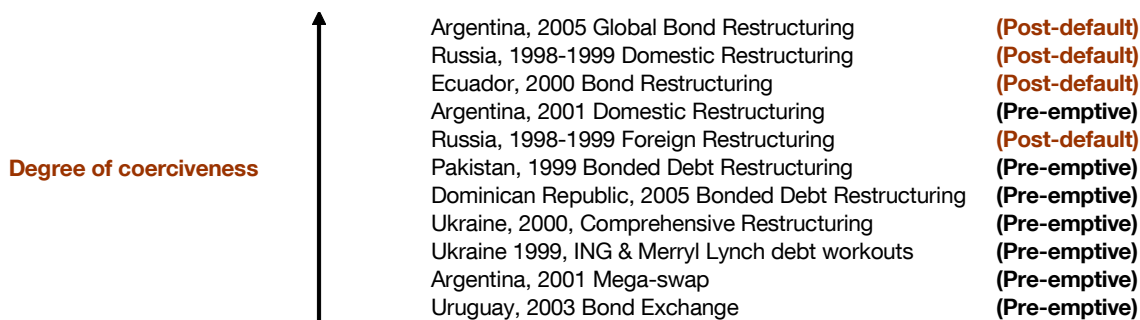 Argentina, 2005 Global Bond Restructuring (Post-default)
Russia, 1998-1999 Domestic Restructuring (Post-default)
Ecuador, 2000 Bond Restructuring (Post-default)
Argentina, 2001 Domestic Restructuring (Pre-emptive)
Russia, 1998-1999 Foreign Restructuring (Post-default)
Degree of coerciveness Pakistan, 1999 Bonded Debt Restructuring (Pre-emptive)
Dominican Republic, 2005 Bonded Debt Restructuring (Pre-emptive)
Ukraine, 2000, Comprehensive Restructuring (Pre-emptive)
Ukraine 1999, ING & Merryl Lynch debt workouts (Pre-emptive)
Argentina, 2001 Mega-swap (Pre-emptive)
Uruguay, 2003 Bond Exchange (Pre-emptive)